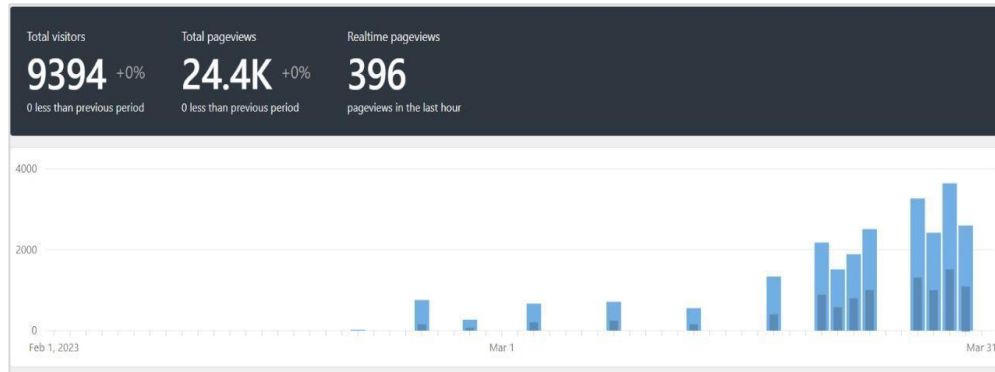 Total visitors Total pageviews Realtime pageviews
9394 +0% 24.4K +0% 396
0 less than previous period 0 less than previous period pageviews in the last hour
4000
2000
0
Feb 1, 2023 Mar 1 Mar 31